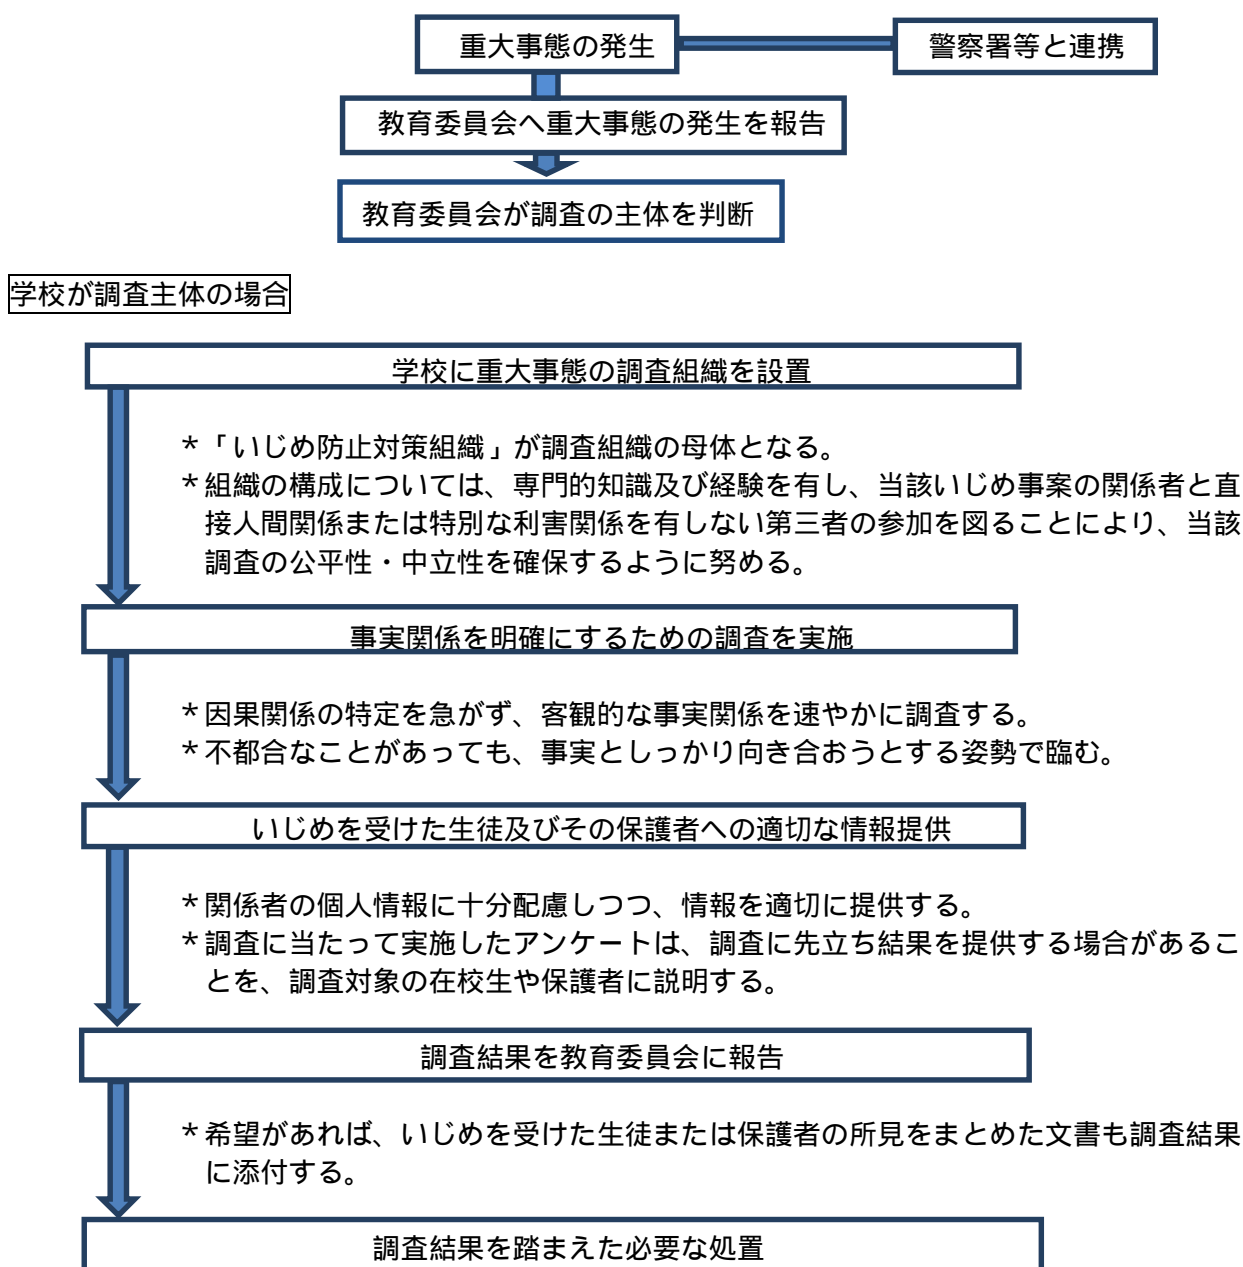 重大事態の発生
警察署等と連携
教育委員会へ重大事態の発生を報告
教育委員会が調査の主体を判断
学校が調査主体の場合
学校に重大事態の調査組織を設置
＊「いじめ防止対策組織」が調査組織の母体となる。
＊組織の構成については、専門的知識及び経験を有し、当該いじめ事案の関係者と直
接人間関係または特別な利害関係を有しない第三者の参加を図ることにより、当該
調査の公平性・中立性を確保するように努める。
事実関係を明確にするための調査を実施
＊因果関係の特定を急がず、客観的な事実関係を速やかに調査する。
＊不都合なことがあっても、事実としっかり向き合おうとする姿勢で臨む。
いじめを受けた生徒及びその保護者への適切な情報提供
＊関係者の個人情報に十分配慮しつつ、情報を適切に提供する。
＊調査に当たって実施したアンケートは、調査に先立ち結果を提供する場合があるこ
とを、調査対象の在校生や保護者に説明する。
調査結果を教育委員会に報告
＊希望があれば、いじめを受けた生徒または保護者の所見をまとめた文書も調査結果
に添付する。
調査結果を踏まえた必要な処置